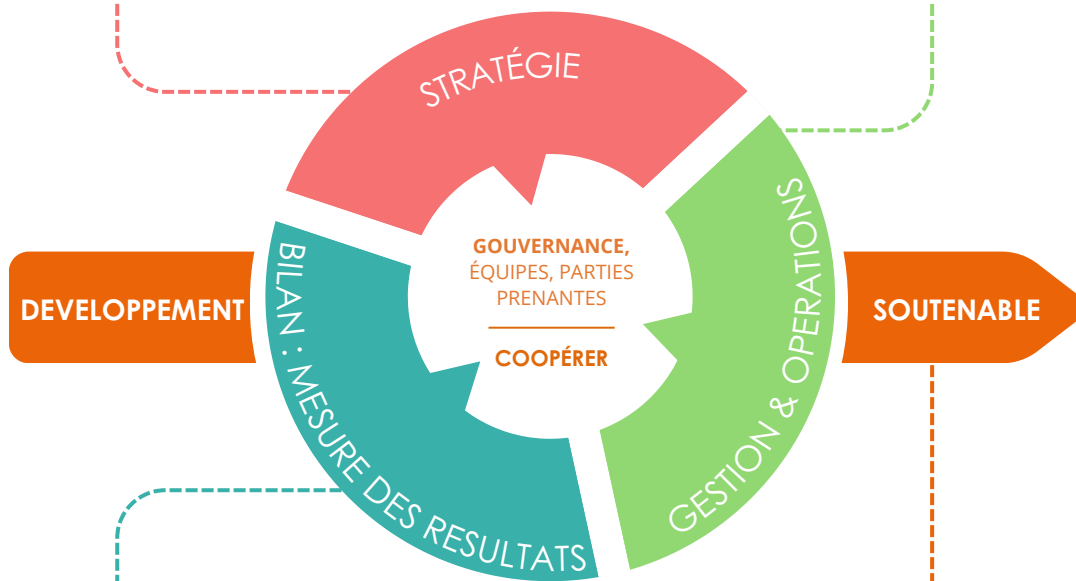 STRATÉGIE
GOUVERNANCE,
ÉQUIPES, PARTIES
PRENANTES
COOPÉRER
DEVELOPPEMENT
SOUTENABLE
BILAN : MESURE DES RESULTATS
GESTION & OPERATIONS